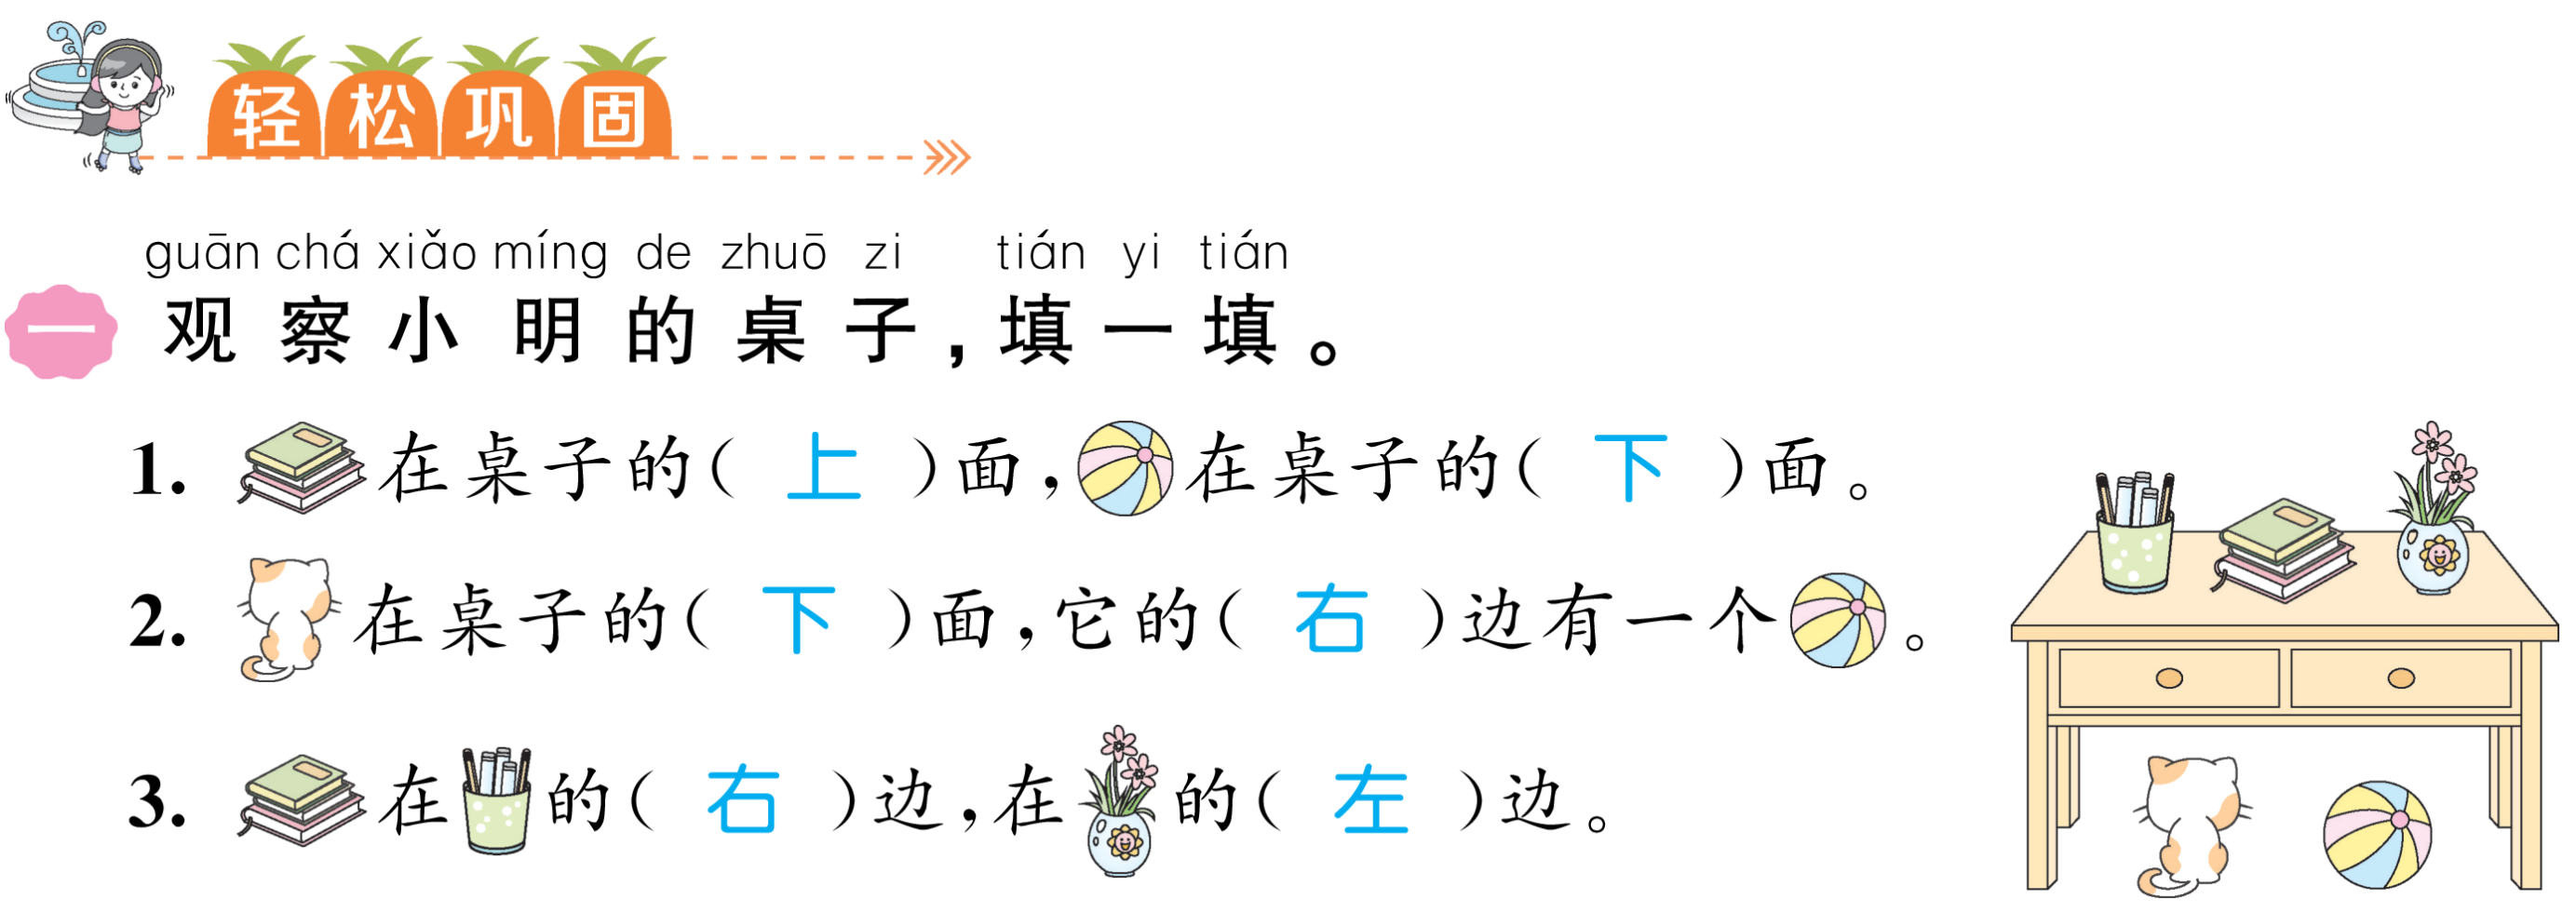 轻松巩固
guān chá xiǎo míng de zhuō zi tián yi tián
一 观察小明的桌子,填一填。
1. 在桌子的( 上 )面,在桌子的( 下 )面。
2. 在桌子的( 下 )面,它的( 右 )边有一个。
3. 在的( 右 )边,在的( 左 )边。